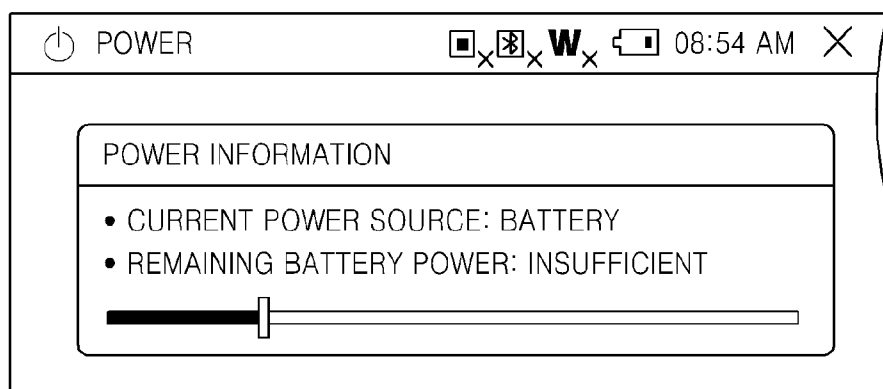 POWER W 08:54 AM
POWER INFORMATION
• CURRENT POWER SOURCE: BATTERY
• REMAINING BATTERY POWER: INSUFFICIENT